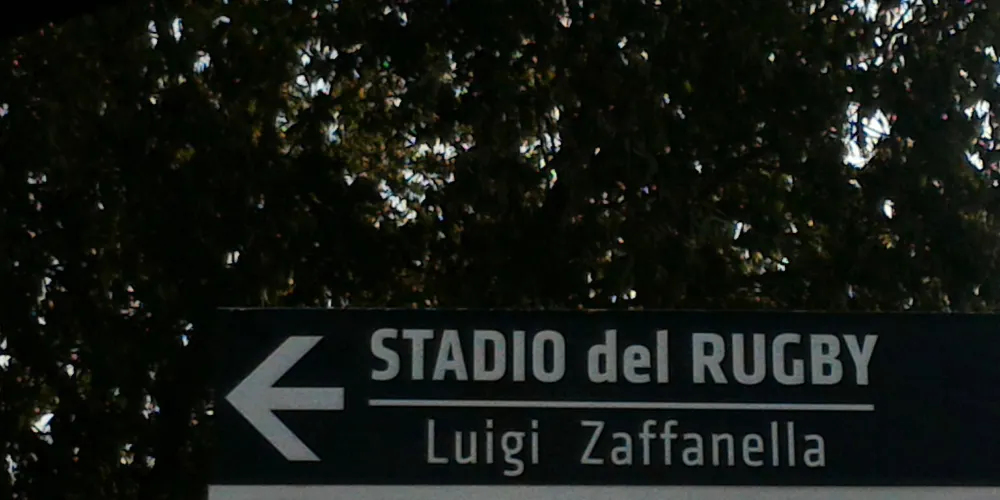 STADIO del RUGBY
Luigi Zaffanella